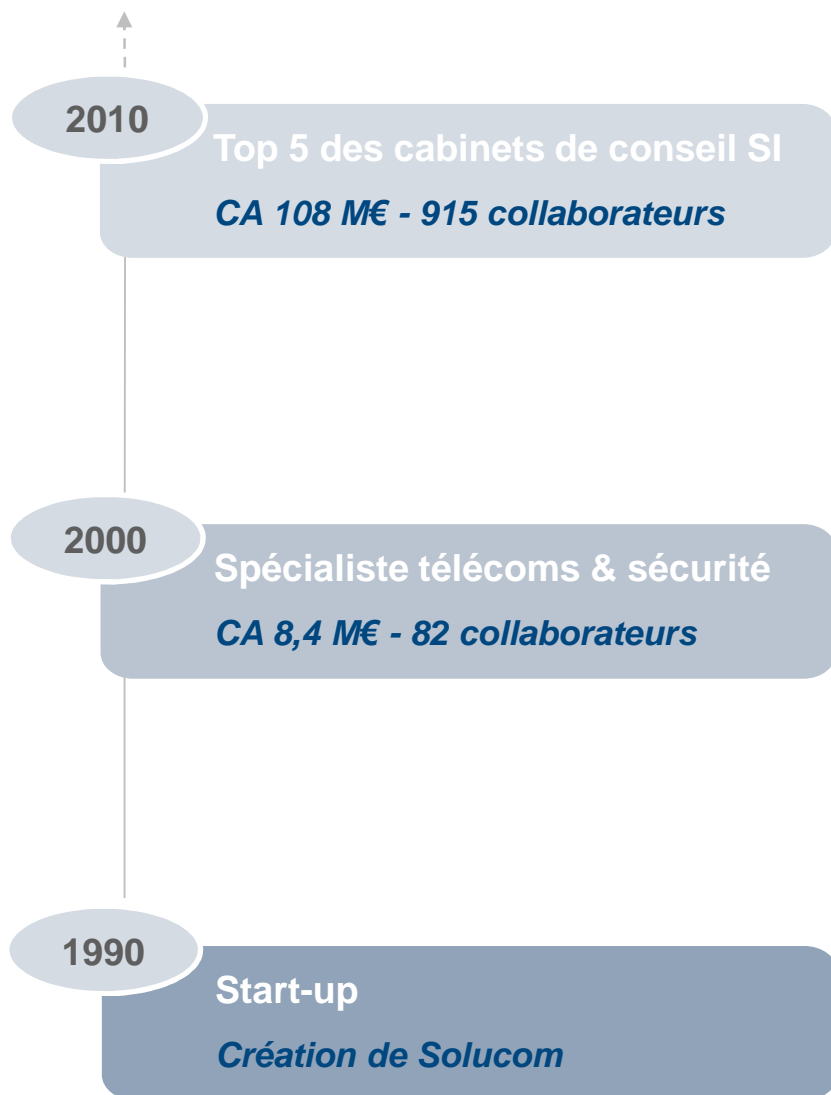 2010
Top 5 des cabinets de conseil SI
CA 108 M€ - 915 collaborateurs
2000
Spécialiste télécoms & sécurité
CA 8,4 M€ - 82 collaborateurs
1990
Start-up
Création de Solucom